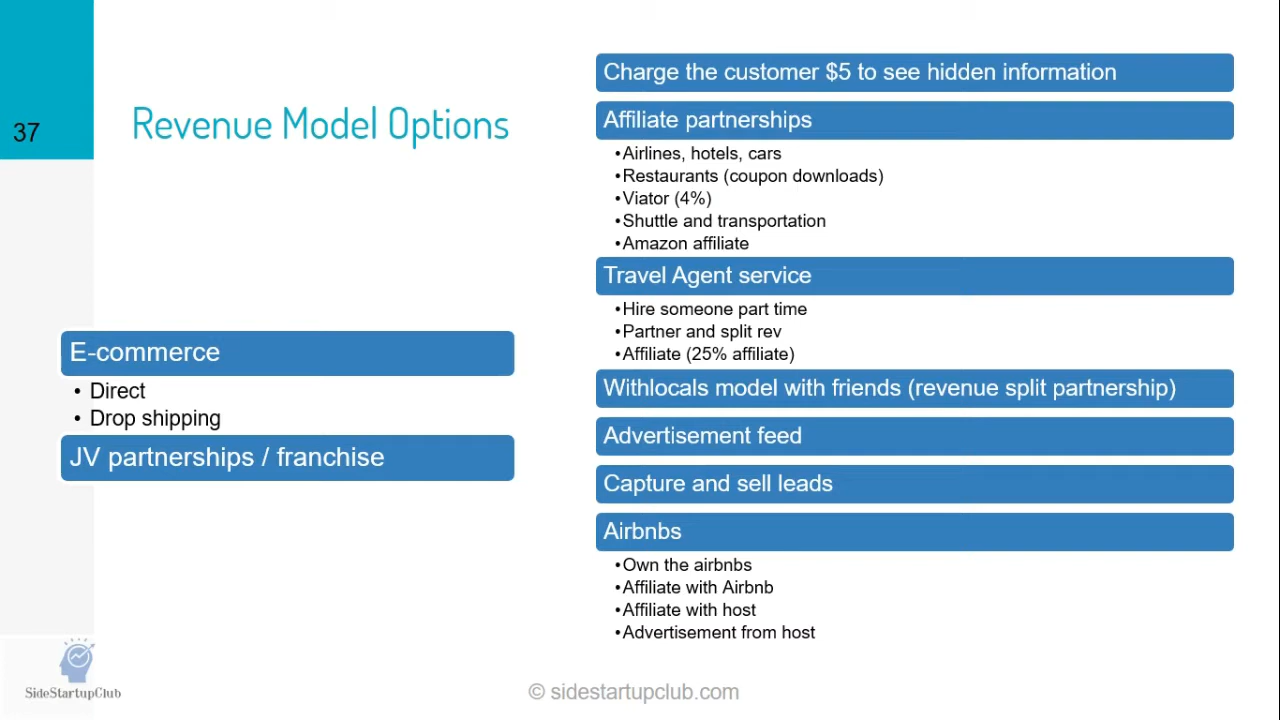 37
Revenue Model Options
E-commerce
• Direct
• Drop shipping
JV partnerships / franchise
Charge the customer $5 to see hidden information
Affiliate partnerships
•Airlines, hotels, cars
•Restaurants (coupon downloads)
•Viator (4%)
•Shuttle and transportation
•Amazon affiliate
Travel Agent service
•Hire someone part time
•Partner and split rev
•Affiliate (25% affiliate)
Withlocals model with friends (revenue split partnership)
Advertisement feed
Capture and sell leads
Airbnbs
•Own the airbnbs
•Affiliate with Airbnb
•Affiliate with host
•Advertisement from host
SideStartupClub
© sidestartupclub.com